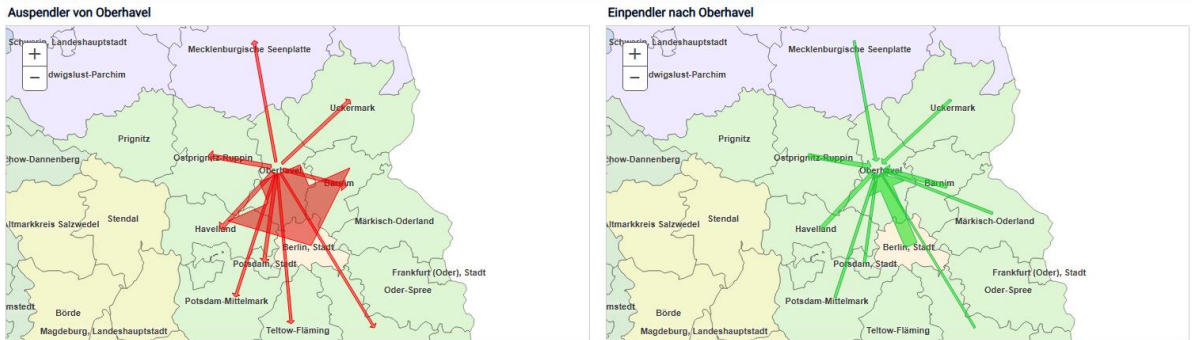 Auspendler von Oberhavel
Schwerin, Landeshauptstadt
+
−
Mecklenburgische Seenplatte
dwigslust-Parchim
Uckermark
Prignitz
chow-Dannenberg
Ostprignitz-Ruppin
Oberhavel
Barnim
ltmarkkreis Salzwedel
Stendal
Havelland
Märkisch-Oderland
Berlin, Stadt
Potsdam, Stadt
Frankfurt (Oder), Stadt
Oder-Spree
Potsdam-Mittelmark
mstedt
Börde
Magdeburg, Landeshauptstadt
Teltow-Fläming
Einpendler nach Oberhavel
Schwerin, Landeshauptstadt
+
−
Mecklenburgische Seenplatte
dwigslust-Parchim
Uckermark
Prignitz
chow-Dannenberg
Ostprignitz-Ruppin
Oberhavel
Barnim
ltmarkkreis Salzwedel
Stendal
Havelland
Märkisch-Oderland
Berlin, Stadt
Potsdam, Stadt
Frankfurt (Oder), Stadt
Oder-Spree
Potsdam-Mittelmark
mstedt
Börde
Magdeburg, Landeshauptstadt
Teltow-Fläming